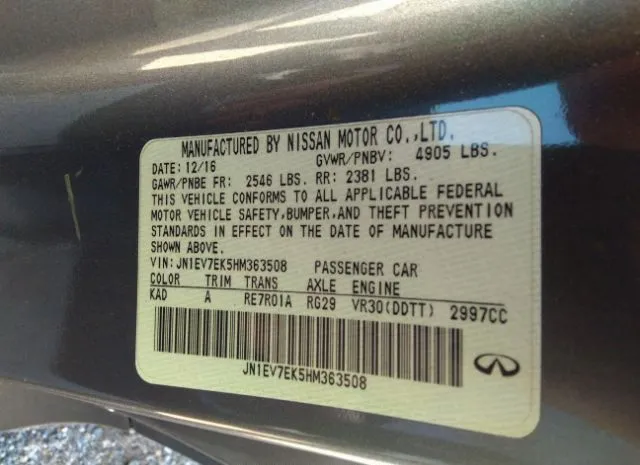 MANUFACTURED BY NISSAN MOTOR CO.,LTD.
DATE: 12/16 GVWR/PNBV: 4905 LBS.
GAWR/PNBE FR: 2546 LBS. RR: 2381 LBS.
THIS VEHICLE CONFORMS TO ALL APPLICABLE FEDERAL
MOTOR VEHICLE SAFETY,BUMPER,AND THEFT PREVENTION
STANDARDS IN EFFECT ON THE DATE OF MANUFACTURE
SHOWN ABOVE.
VIN:JN1EV7EK5HM363508 PASSENGER CAR
COLOR TRIM TRANS AXLE ENGINE
KAD A RE7R01A RG29 VR30(DDTT) 2997CC
JN1EV7EK5HM363508